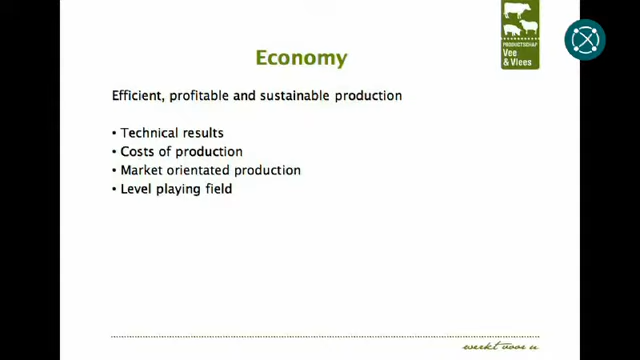 PRODUCTSCHAP
Vee
& Vlees
Economy
Efficient, profitable and sustainable production
• Technical results
• Costs of production
• Market orientated production
• Level playing field
werkt voor u